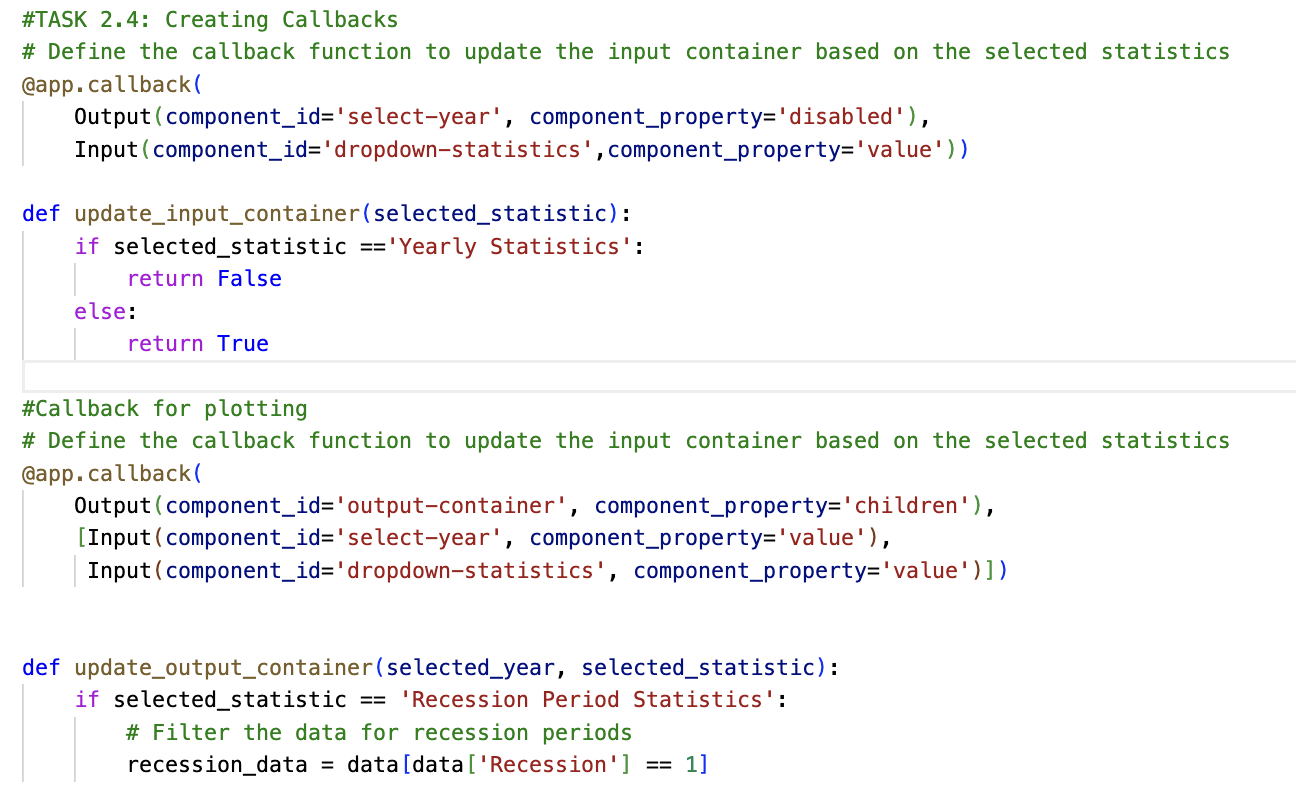 #TASK 2.4: Creating Callbacks
# Define the callback function to update the input container based on the selected statistics
@app.callback(
    Output(component_id='select-year', component_property='disabled'),
    Input(component_id='dropdown-statistics',component_property='value'))
def update_input_container(selected_statistic):
    if selected_statistic =='Yearly Statistics':
        return False
    else:
        return True
#Callback for plotting
# Define the callback function to update the input container based on the selected statistics
@app.callback(
    Output(component_id='output-container', component_property='children'),
    [Input(component_id='select-year', component_property='value'),
     Input(component_id='dropdown-statistics', component_property='value')])
def update_output_container(selected_year, selected_statistic):
    if selected_statistic == 'Recession Period Statistics':
        # Filter the data for recession periods
        recession_data = data[data['Recession'] == 1]